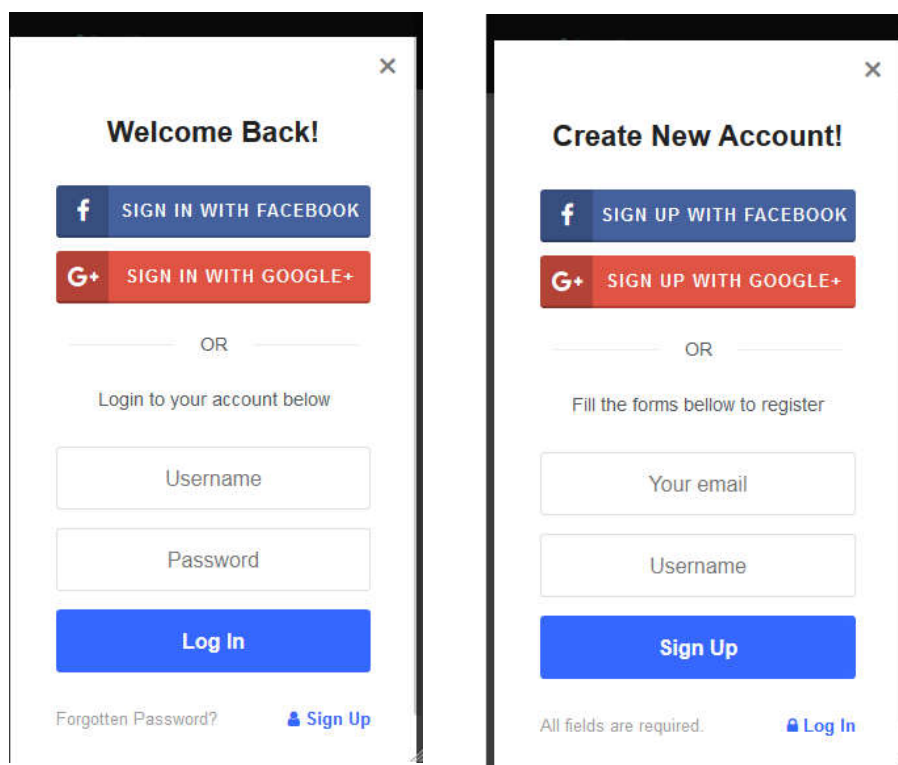 ×
Welcome Back!
f SIGN IN WITH FACEBOOK
G+ SIGN IN WITH GOOGLE+
OR
Login to your account below
Username
Password
Log In
Forgotten Password? Sign Up
×
Create New Account!
f SIGN UP WITH FACEBOOK
G+ SIGN UP WITH GOOGLE+
OR
Fill the forms bellow to register
Your email
Username
Sign Up
All fields are required. Log In